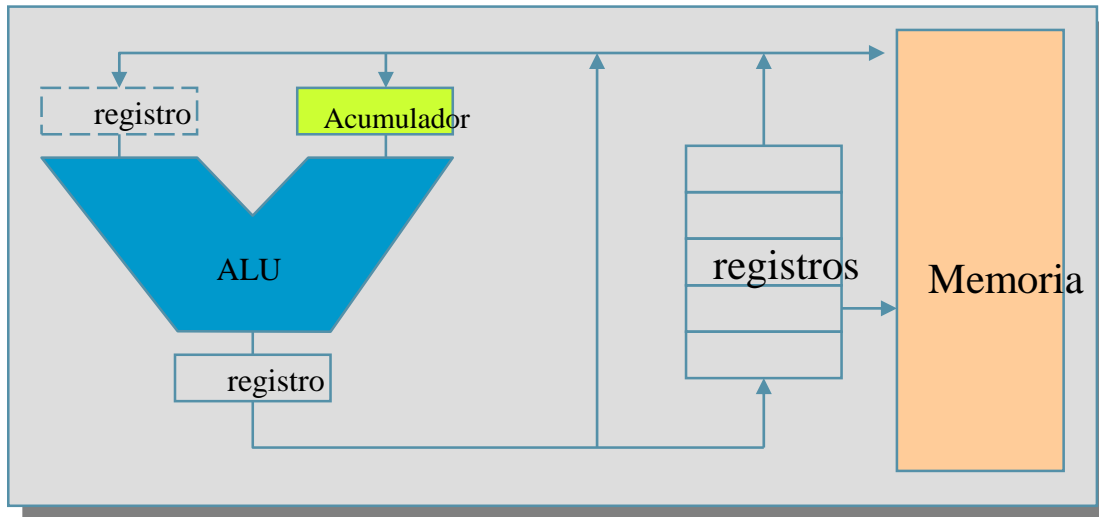 registro
Acumulador
ALU
registros
Memoria
registro